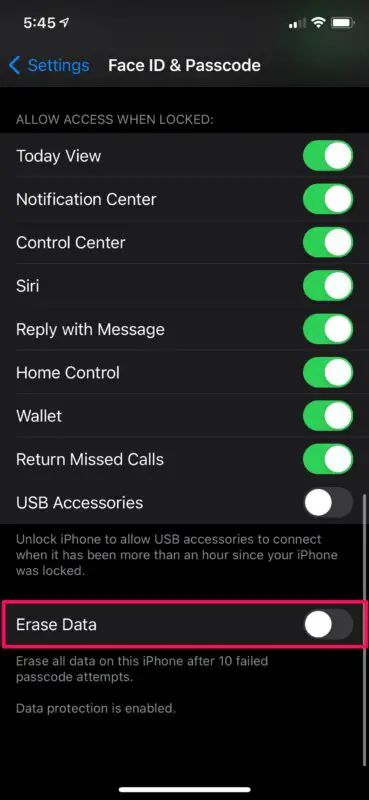 5:45
Settings
Face ID & Passcode
ALLOW ACCESS WHEN LOCKED:
Today View
Notification Center
Control Center
Siri
Reply with Message
Home Control
Wallet
Return Missed Calls
USB Accessories
Unlock iPhone to allow USB accessories to connect
when it has been more than an hour since your iPhone
was locked.
Erase Data
Erase all data on this iPhone after 10 failed
passcode attempts.
Data protection is enabled.